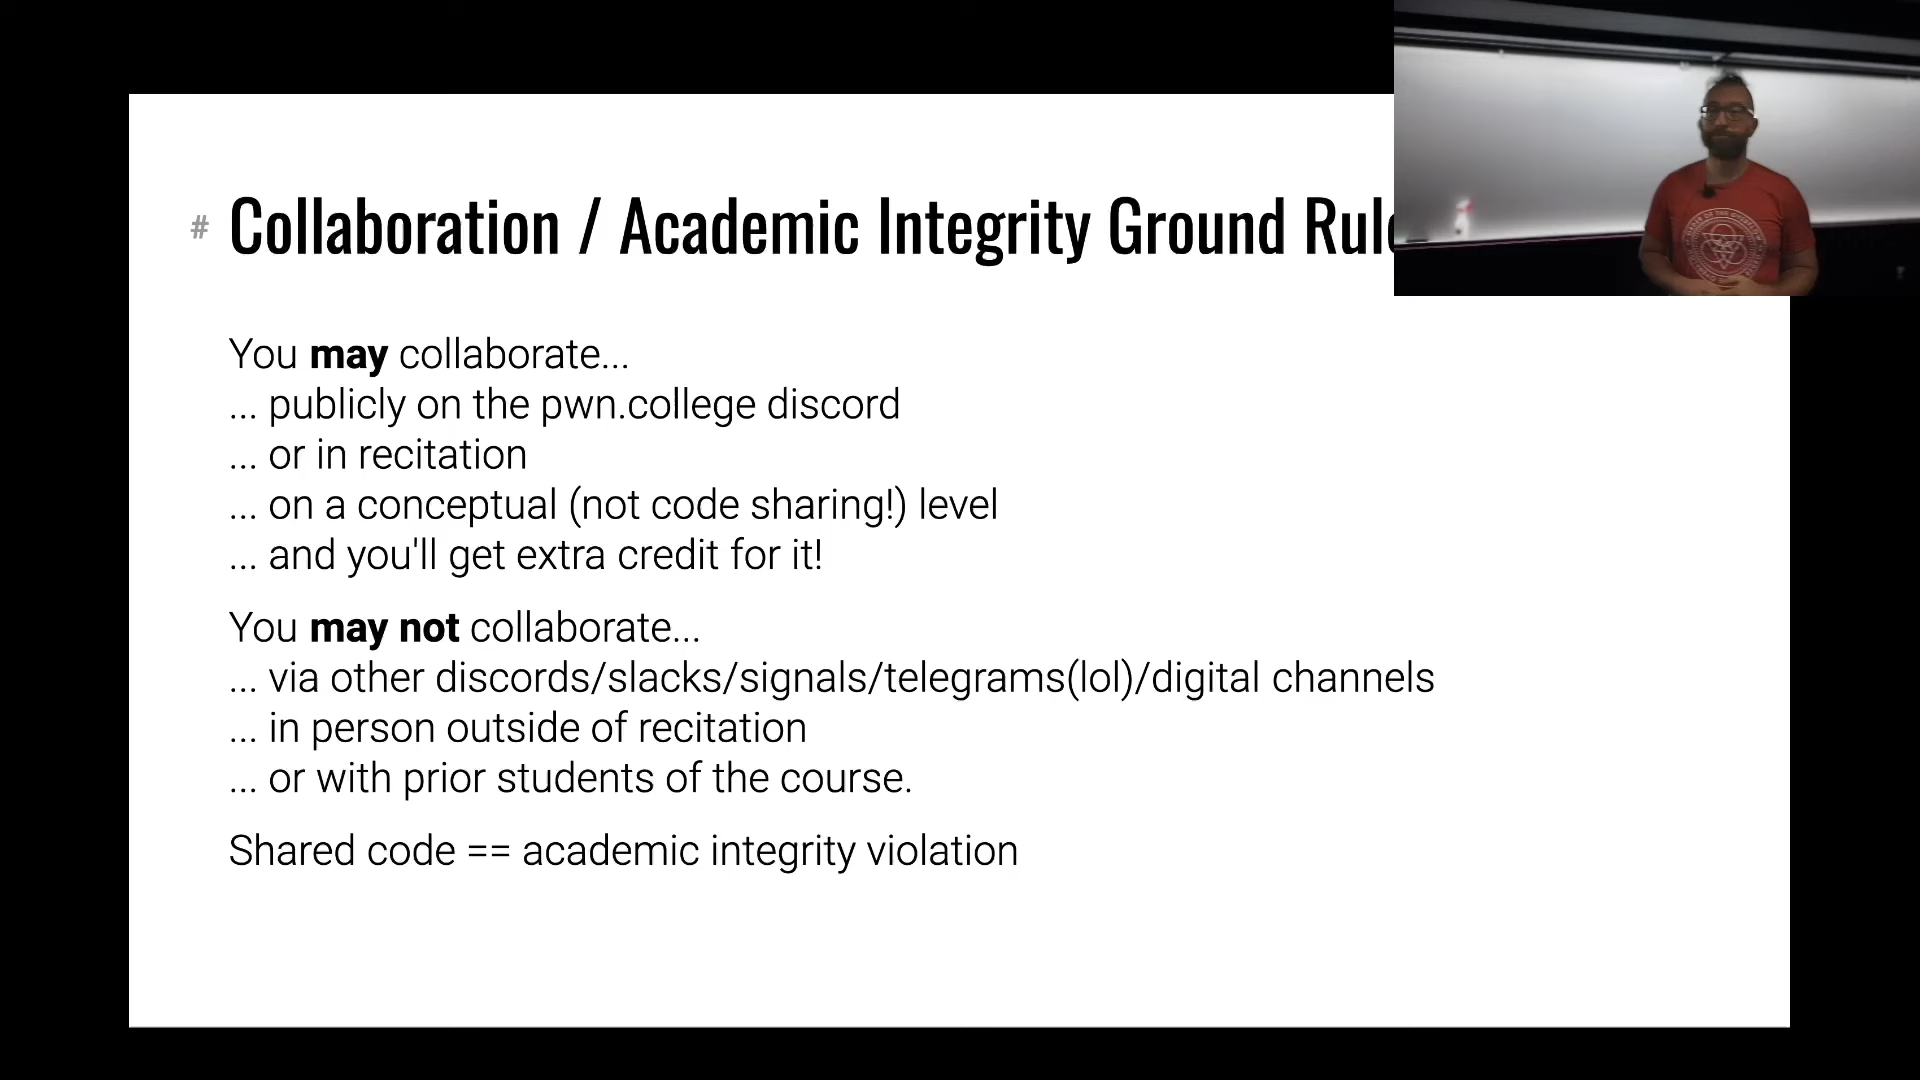 # Collaboration / Academic Integrity Ground Rul
You may collaborate...
... publicly on the pwn.college discord
... or in recitation
... on a conceptual (not code sharing!) level
... and you'll get extra credit for it!
You may not collaborate...
... via other discords/slacks/signals/telegrams(lol)/digital channels
... in person outside of recitation
... or with prior students of the course.
Shared code == academic integrity violation